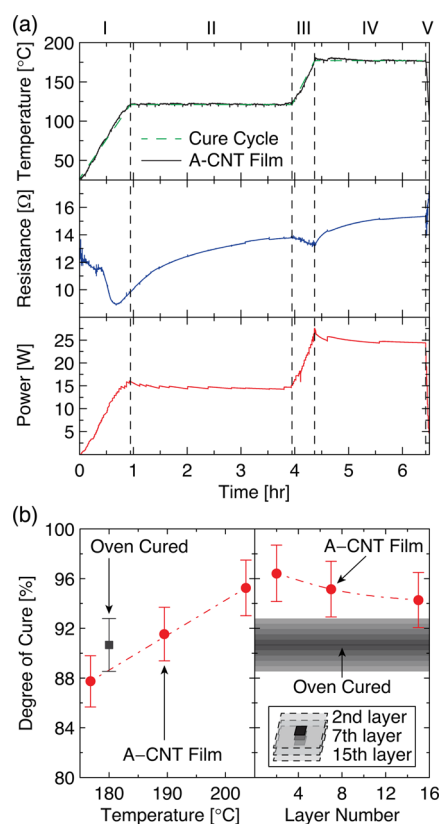 (a)
I II III IV V
Temperature [°C]
200
150
100
50
Cure Cycle
A-CNT Film
Resistance [Ω]
16
14
12
10
Power [W]
25
20
15
10
5
0 1 2 3 4 5 6
Time [hr]
(b)
Degree of Cure [%]
100
96
92
88
84
80
Oven Cured
A–CNT Film
180 190 200
Temperature [°C]
A–CNT Film
Oven Cured
2nd layer
7th layer
15th layer
0 4 8 12 16
Layer Number